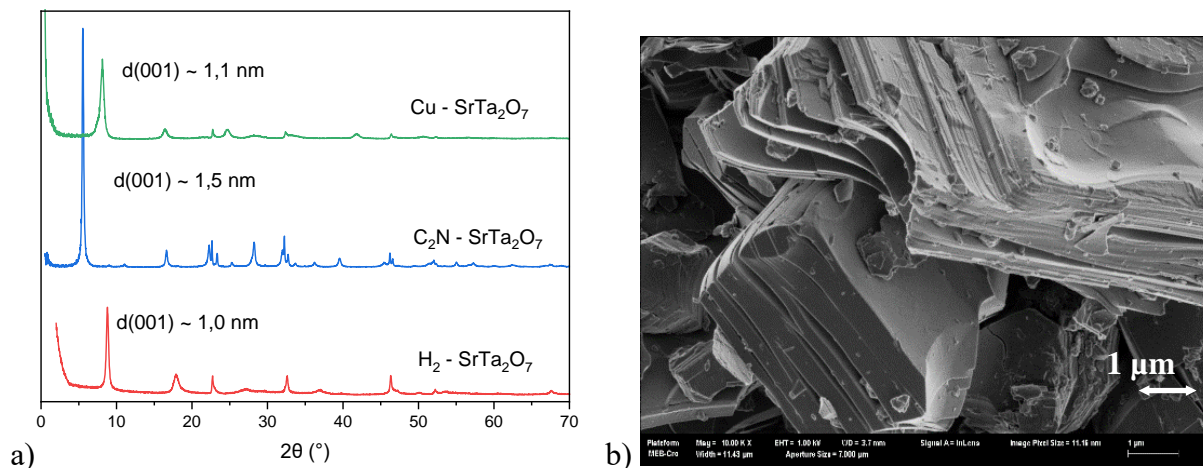 d(001) ~ 1,1 nm
Cu - SrTa₂O₇
d(001) ~ 1,5 nm
C₂N - SrTa₂O₇
d(001) ~ 1,0 nm
H₂ - SrTa₂O₇
0 10 20 30 40 50 60 70
2θ (°)
a)
1 µm
Plateform Mag = 10.00 K X EHT = 1.00 kV WD = 3.7 mm Signal A = InLens Image Pixel Size = 11.16 nm 1 µm
MEB-Cro Width = 11.43 µm Aperture Size = 7.000 µm
b)